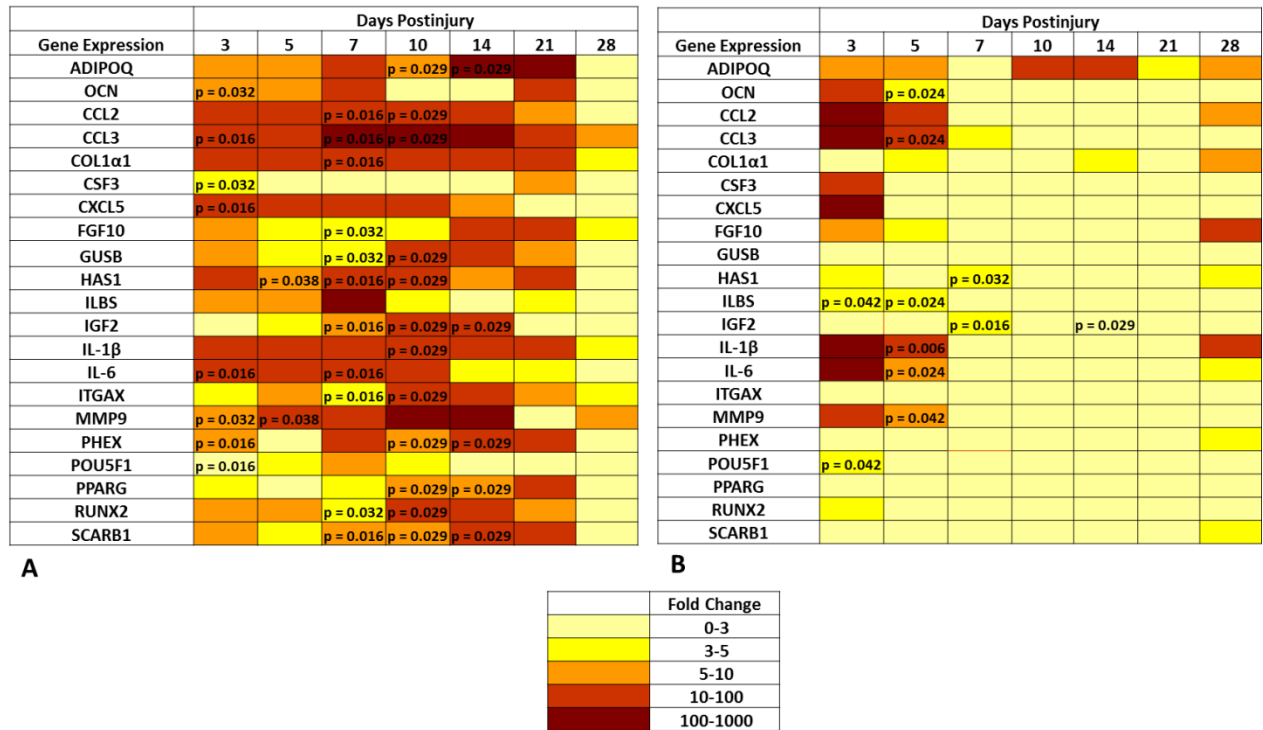 Days Postinjury
Gene Expression 3 5 7 10 14 21 28
ADIPOQ p = 0.029 p = 0.029
OCN p = 0.032
CCL2 p = 0.016 p = 0.029
CCL3 p = 0.016 p = 0.016 p = 0.029
COL1α1 p = 0.016
CSF3 p = 0.032
CXCL5 p = 0.016
FGF10 p = 0.032
GUSB p = 0.032 p = 0.029
HAS1 p = 0.038 p = 0.016 p = 0.029
ILBS
IGF2 p = 0.016 p = 0.029 p = 0.029
IL-1β p = 0.029
IL-6 p = 0.016 p = 0.016
ITGAX p = 0.016 p = 0.029
MMP9 p = 0.032 p = 0.038
PHEX p = 0.016 p = 0.029 p = 0.029
POU5F1 p = 0.016
PPARG p = 0.029 p = 0.029
RUNX2 p = 0.032 p = 0.029
SCARB1 p = 0.016 p = 0.029 p = 0.029
A
Days Postinjury
Gene Expression 3 5 7 10 14 21 28
ADIPOQ
OCN p = 0.024
CCL2
CCL3 p = 0.024
COL1α1
CSF3
CXCL5
FGF10
GUSB
HAS1 p = 0.032
ILBS p = 0.042 p = 0.024
IGF2 p = 0.016 p = 0.029
IL-1β p = 0.006
IL-6 p = 0.024
ITGAX
MMP9 p = 0.042
PHEX
POU5F1 p = 0.042
PPARG
RUNX2
SCARB1
B
Fold Change
0-3
3-5
5-10
10-100
100-1000